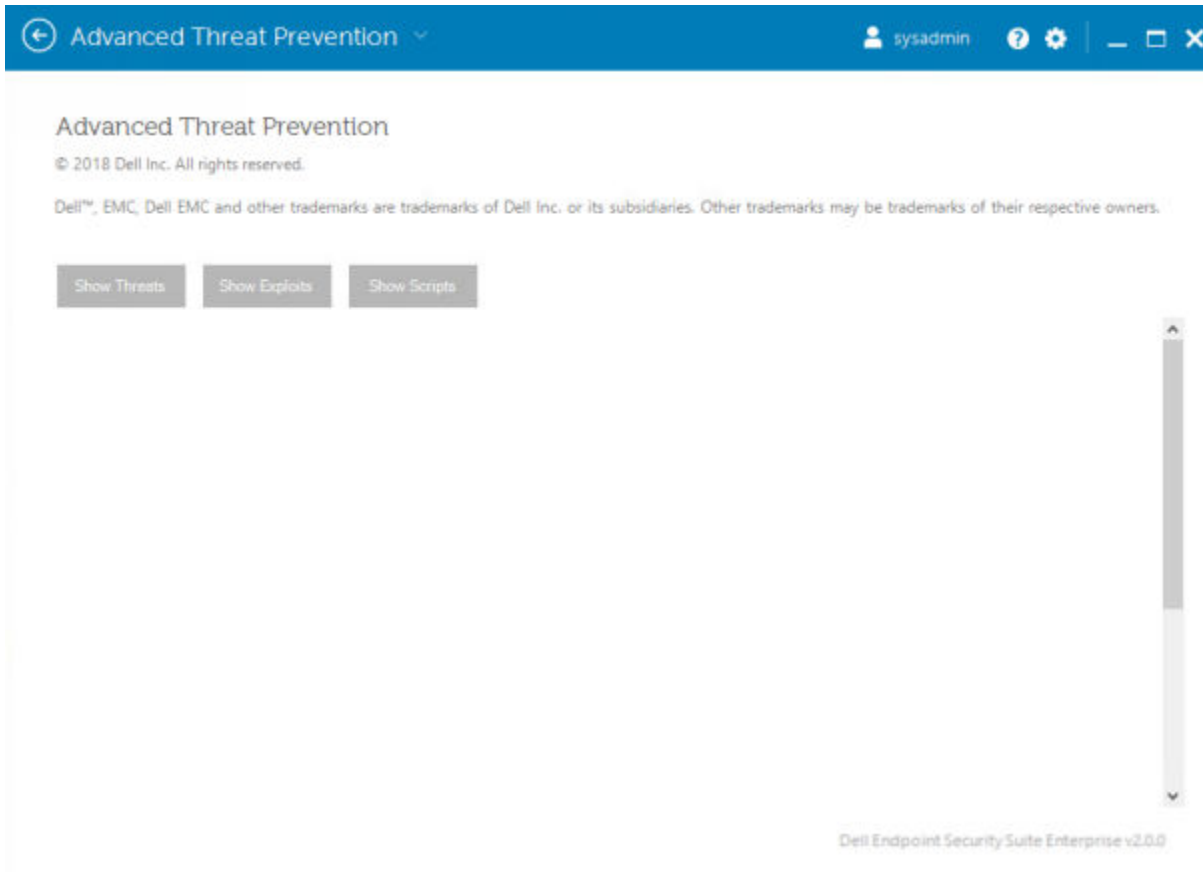 Advanced Threat Prevention
sysadmin
Advanced Threat Prevention
© 2018 Dell Inc. All rights reserved.
Dell™, EMC, Dell EMC and other trademarks are trademarks of Dell Inc. or its subsidiaries. Other trademarks may be trademarks of their respective owners.
Show Threats
Show Exploits
Show Scripts
Dell Endpoint Security Suite Enterprise v2.0.0